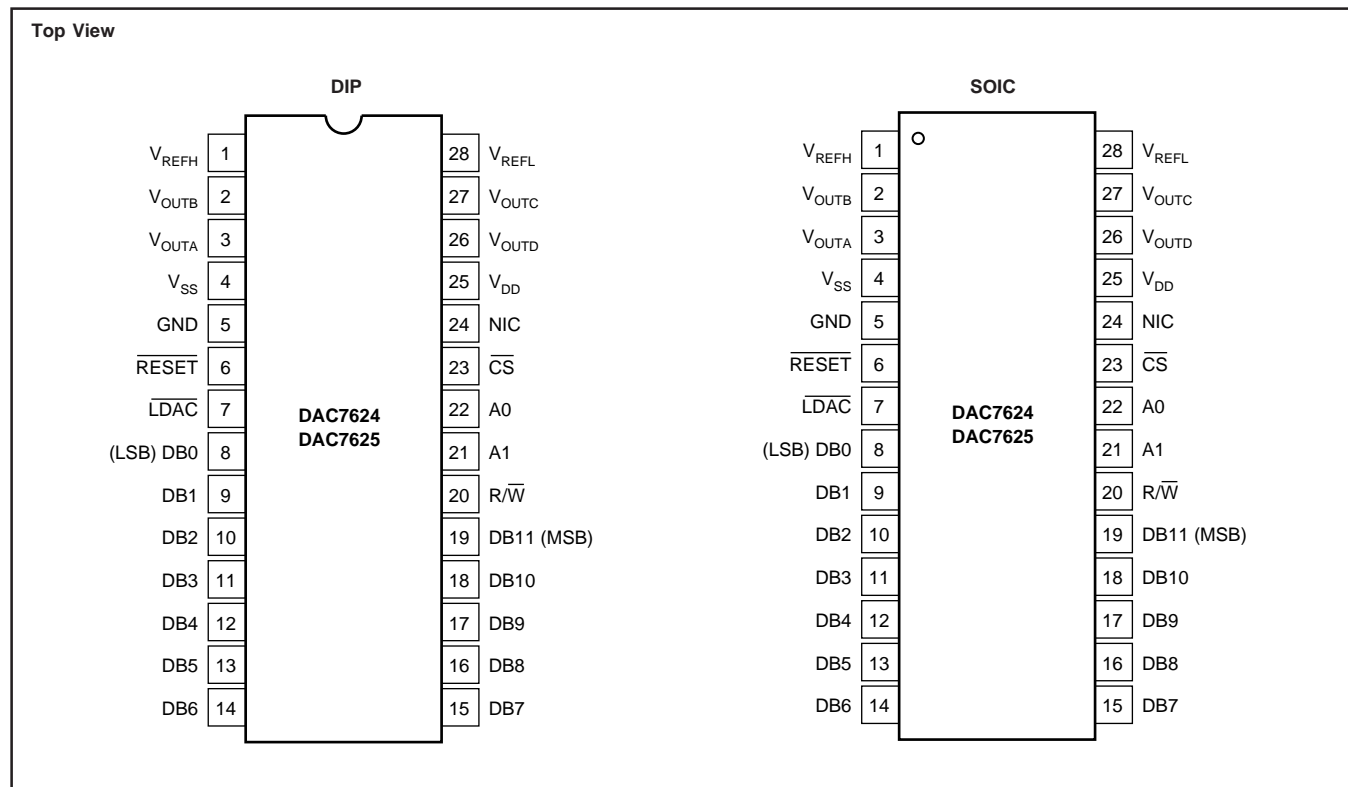 Top View
DIP
V_REFH 1
V_OUTB 2
V_OUTA 3
V_SS 4
GND 5
R̅E̅S̅E̅T̅ 6
L̅D̅A̅C̅ 7
(LSB) DB0 8
DB1 9
DB2 10
DB3 11
DB4 12
DB5 13
DB6 14
DAC7624
DAC7625
28 V_REFL
27 V_OUTC
26 V_OUTD
25 V_DD
24 NIC
23 C̅S̅
22 A0
21 A1
20 R/W̅
19 DB11 (MSB)
18 DB10
17 DB9
16 DB8
15 DB7
SOIC
V_REFH 1
V_OUTB 2
V_OUTA 3
V_SS 4
GND 5
R̅E̅S̅E̅T̅ 6
L̅D̅A̅C̅ 7
(LSB) DB0 8
DB1 9
DB2 10
DB3 11
DB4 12
DB5 13
DB6 14
DAC7624
DAC7625
28 V_REFL
27 V_OUTC
26 V_OUTD
25 V_DD
24 NIC
23 C̅S̅
22 A0
21 A1
20 R/W̅
19 DB11 (MSB)
18 DB10
17 DB9
16 DB8
15 DB7